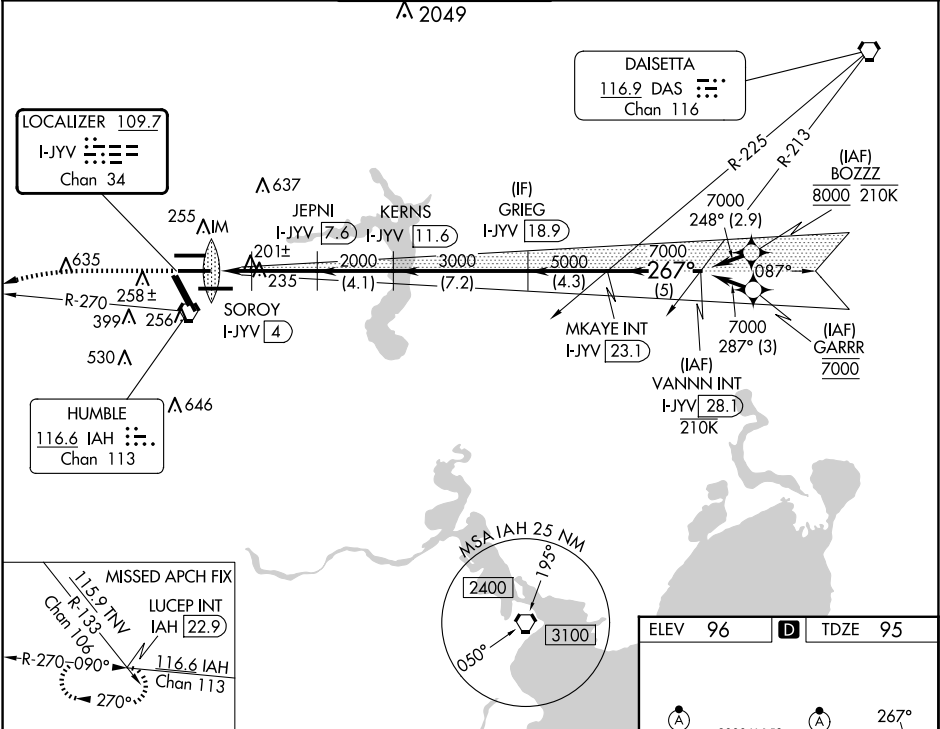 2049
DAISETTA
116.9 DAS
Chan 116
LOCALIZER 109.7
I-JYV
Chan 34
R-225
R-213
(IAF)
BOZZZ
8000 210K
7000
248° (2.9)
637
JEPNI
I-JYV 7.6
KERNS
I-JYV 11.6
(IF)
GRIEG
I-JYV 18.9
255
IM
201±
235
635
258±
R-270
399
256
530
646
2000
(4.1)
3000
(7.2)
5000
(4.3)
7000
267°
(5)
087°
SOROY
I-JYV 4
MKAYE INT
I-JYV 23.1
7000
287° (3)
(IAF)
GARRR
7000
(IAF)
VANNN INT
I-JYV 28.1
210K
HUMBLE
116.6 IAH
Chan 113
MSA IAH 25 NM
195°
2400
3100
050°
MISSED APCH FIX
115.9 TNV
R-133
Chan 106
LUCEP INT
IAH 22.9
R-270
090°
116.6 IAH
Chan 113
270°
ELEV 96
D
TDZE 95
A
A
267°